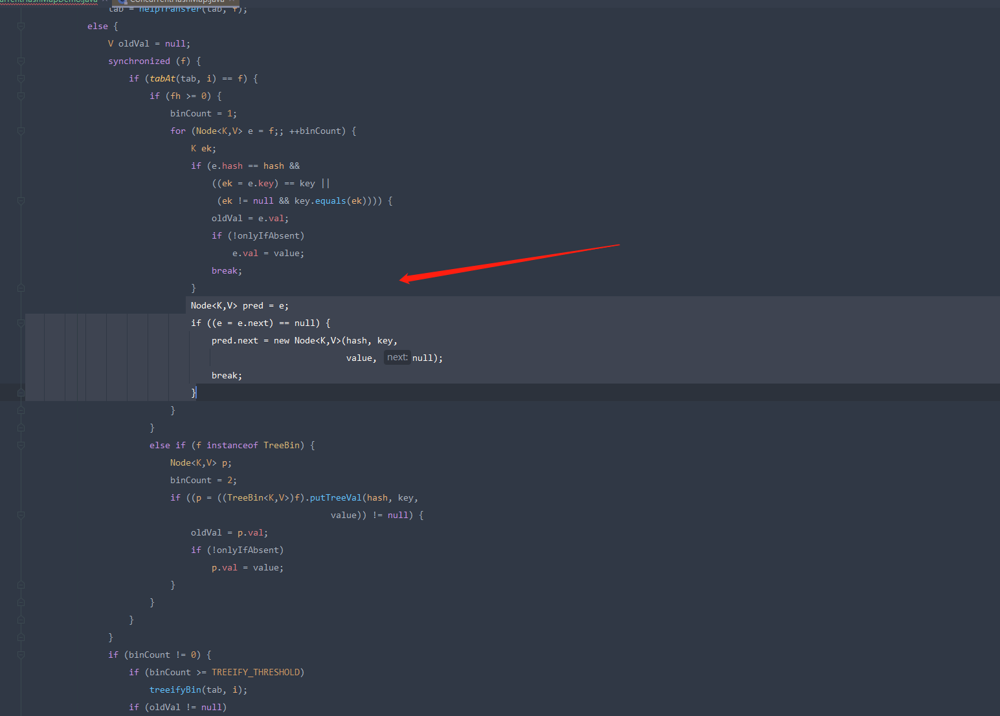 ConcurrentHashMap.java
tab = helpTransfer(tab, f);
else {
V oldVal = null;
synchronized (f) {
if (tabAt(tab, i) == f) {
if (fh >= 0) {
binCount = 1;
for (Node<K,V> e = f;; ++binCount) {
K ek;
if (e.hash == hash &&
((ek = e.key) == key ||
(ek != null && key.equals(ek)))) {
oldVal = e.val;
if (!onlyIfAbsent)
e.val = value;
break;
}
Node<K,V> pred = e;
if ((e = e.next) == null) {
pred.next = new Node<K,V>(hash, key,
value, next: null);
break;
}
}
}
else if (f instanceof TreeBin) {
Node<K,V> p;
binCount = 2;
if ((p = ((TreeBin<K,V>)f).putTreeVal(hash, key,
value)) != null) {
oldVal = p.val;
if (!onlyIfAbsent)
p.val = value;
}
}
}
}
if (binCount != 0) {
if (binCount >= TREEIFY_THRESHOLD)
treeifyBin(tab, i);
if (oldVal != null)